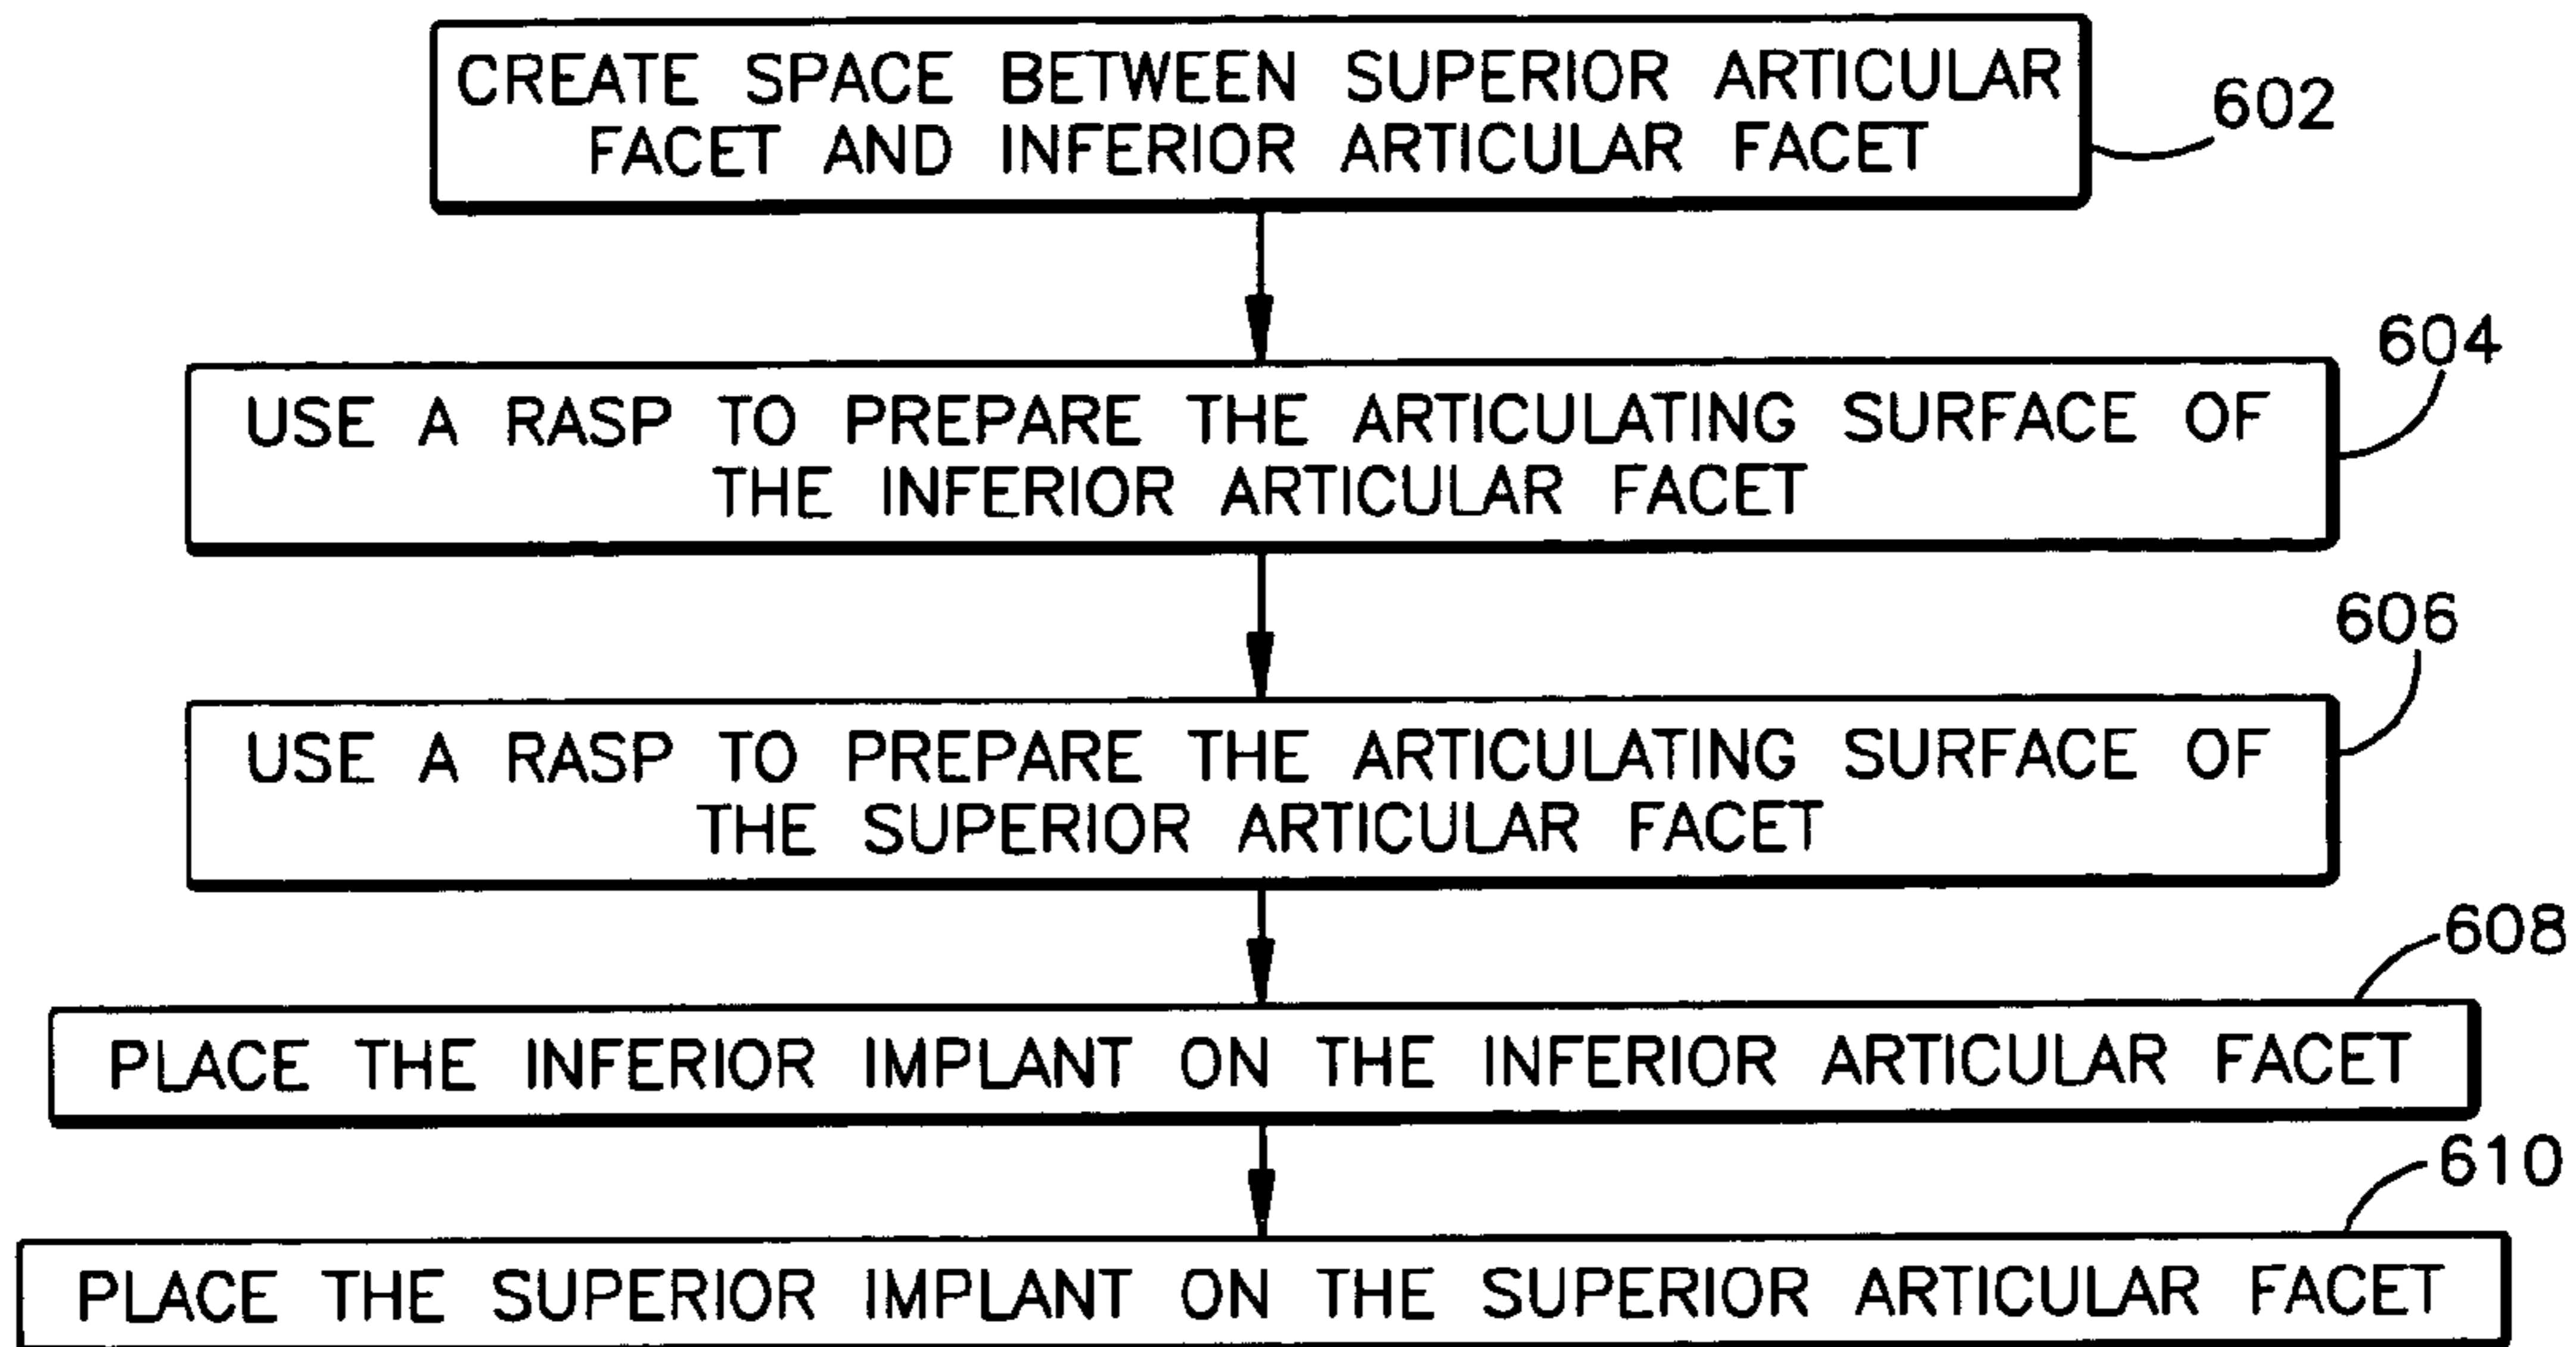 CREATE SPACE BETWEEN SUPERIOR ARTICULAR
FACET AND INFERIOR ARTICULAR FACET
602
604
USE A RASP TO PREPARE THE ARTICULATING SURFACE OF
THE INFERIOR ARTICULAR FACET
606
USE A RASP TO PREPARE THE ARTICULATING SURFACE OF
THE SUPERIOR ARTICULAR FACET
608
PLACE THE INFERIOR IMPLANT ON THE INFERIOR ARTICULAR FACET
610
PLACE THE SUPERIOR IMPLANT ON THE SUPERIOR ARTICULAR FACET